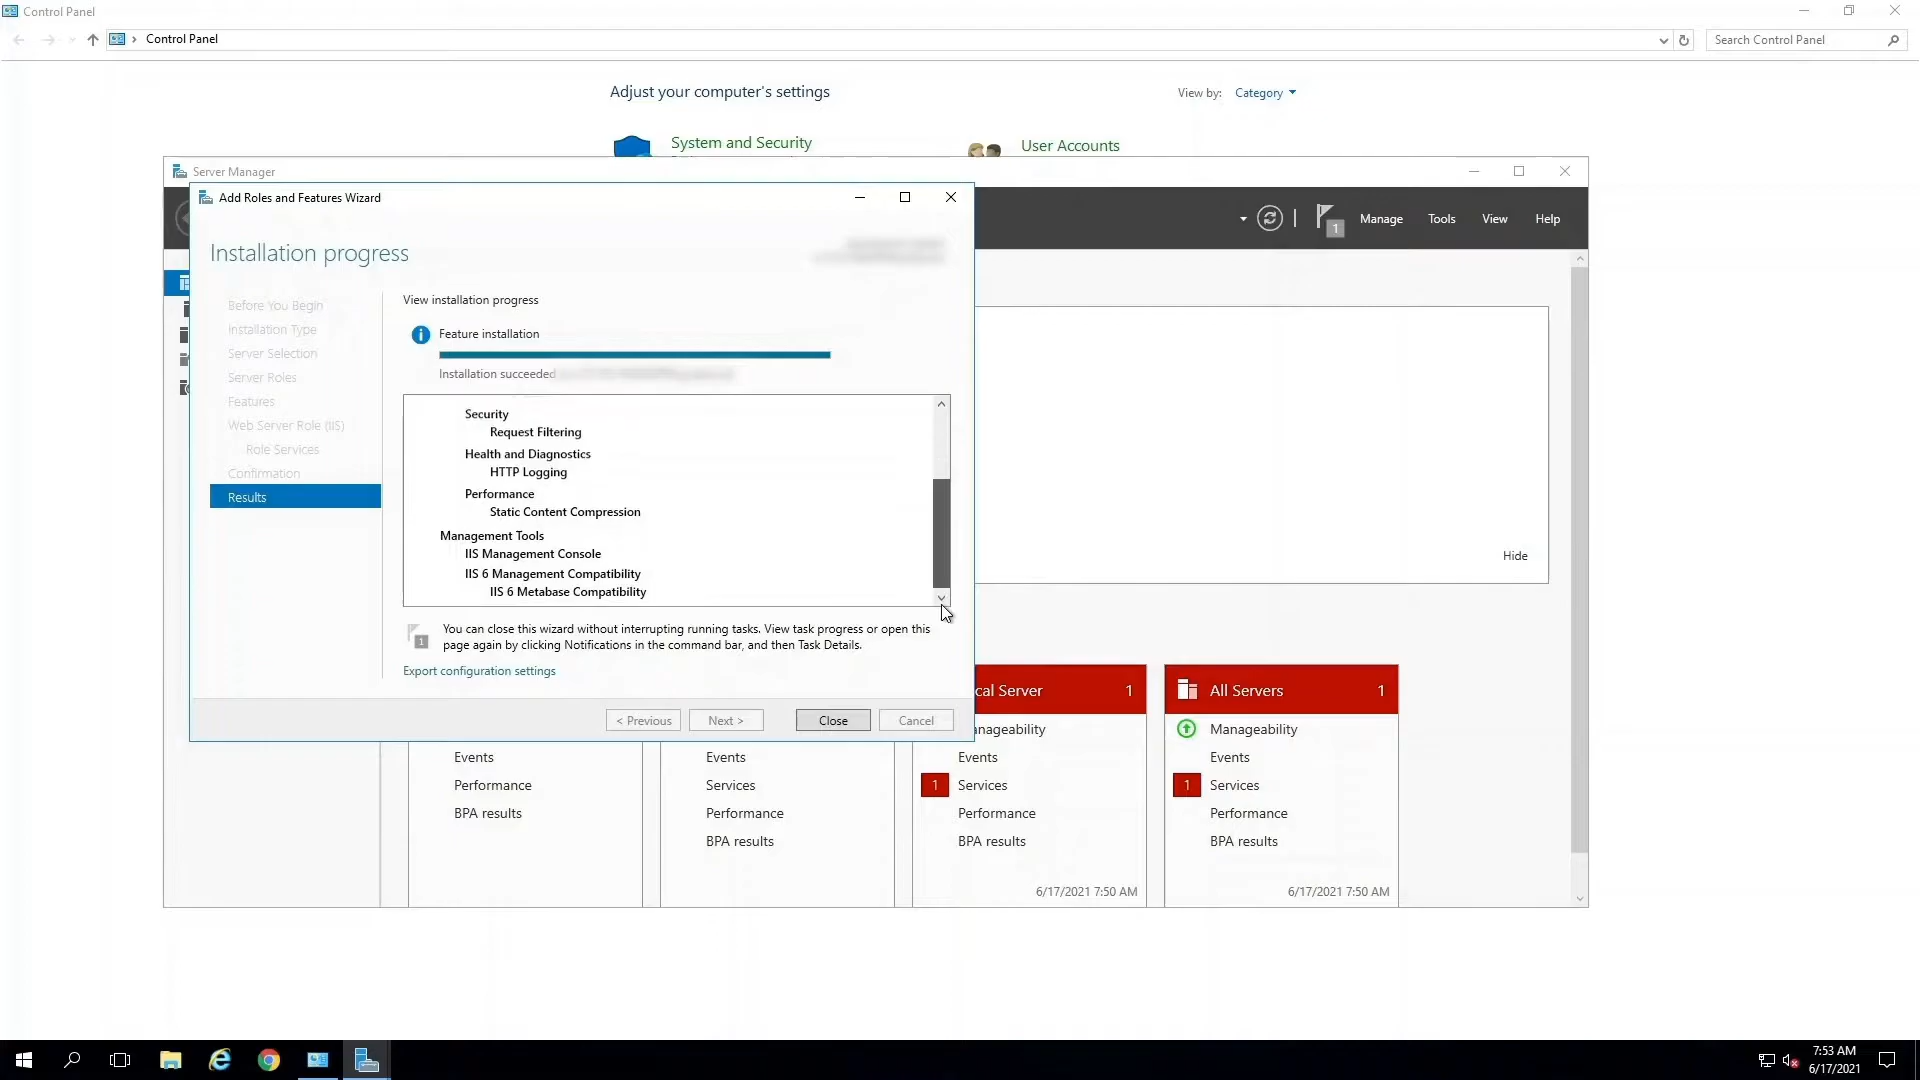 Control Panel
Control Panel
Search Control Panel
Adjust your computer's settings
View by: Category
System and Security
User Accounts
Server Manager
Add Roles and Features Wizard
1
Manage
Tools
View
Help
Installation progress
Before You Begin
Installation Type
Server Selection
Server Roles
Features
Web Server Role (IIS)
Role Services
Confirmation
Results
View installation progress
Feature installation
Installation succeeded
Security
Request Filtering
Health and Diagnostics
HTTP Logging
Performance
Static Content Compression
Management Tools
IIS Management Console
IIS 6 Management Compatibility
IIS 6 Metabase Compatibility
1
You can close this wizard without interrupting running tasks. View task progress or open this
page again by clicking Notifications in the command bar, and then Task Details.
Export configuration settings
< Previous
Next >
Close
Cancel
Hide
Events
Performance
BPA results
Events
Services
Performance
BPA results
cal Server 1
anageability
Events
1 Services
Performance
BPA results
6/17/2021 7:50 AM
All Servers 1
Manageability
Events
1 Services
Performance
BPA results
6/17/2021 7:50 AM
7:53 AM
6/17/2021